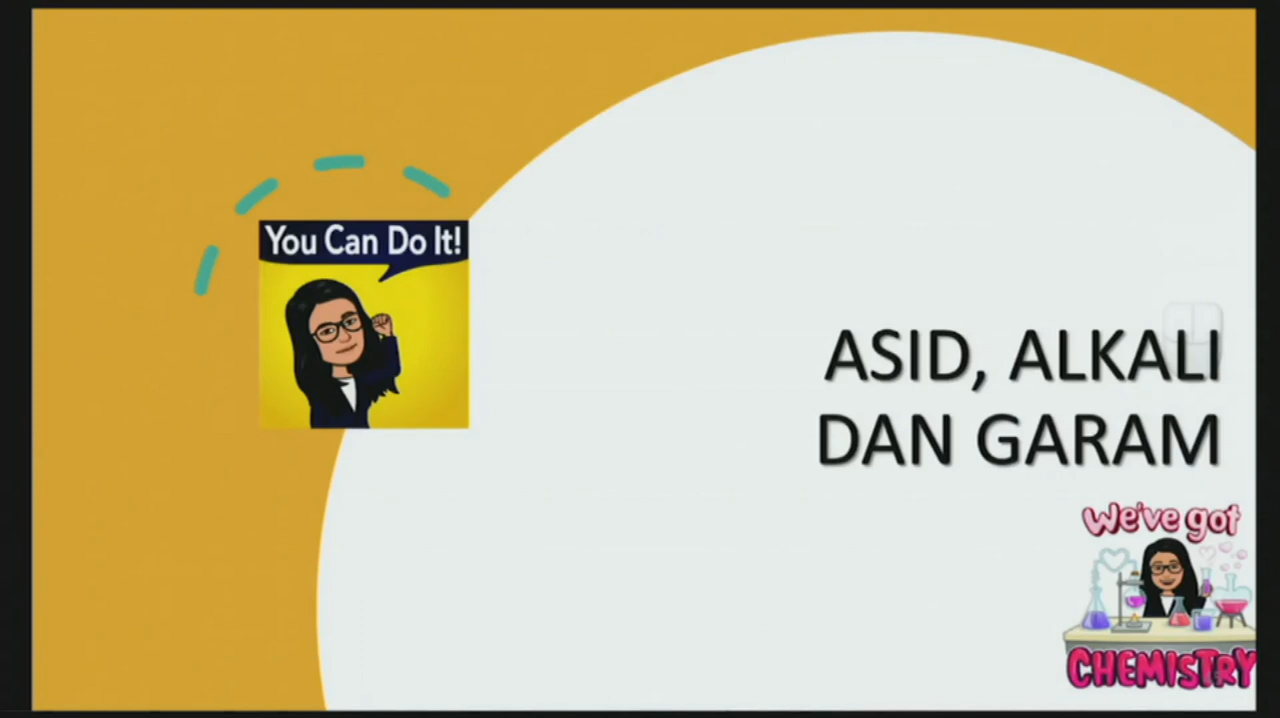 You Can Do It!
ASID, ALKALI
DAN GARAM
We've got
CHEMISTRY